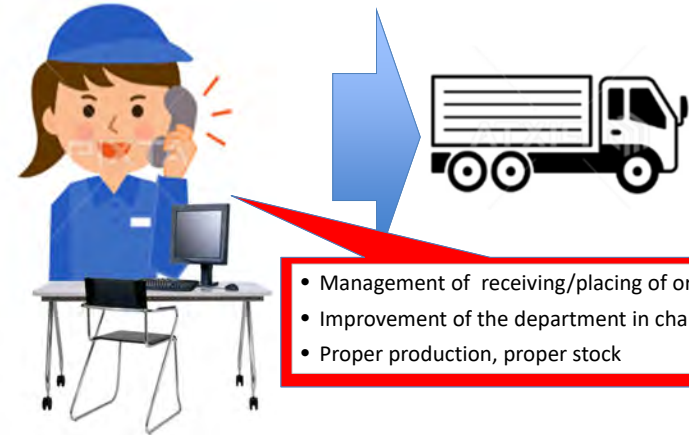 • Management of receiving/placing of
• Improvement of the department in
• Proper production, proper stock